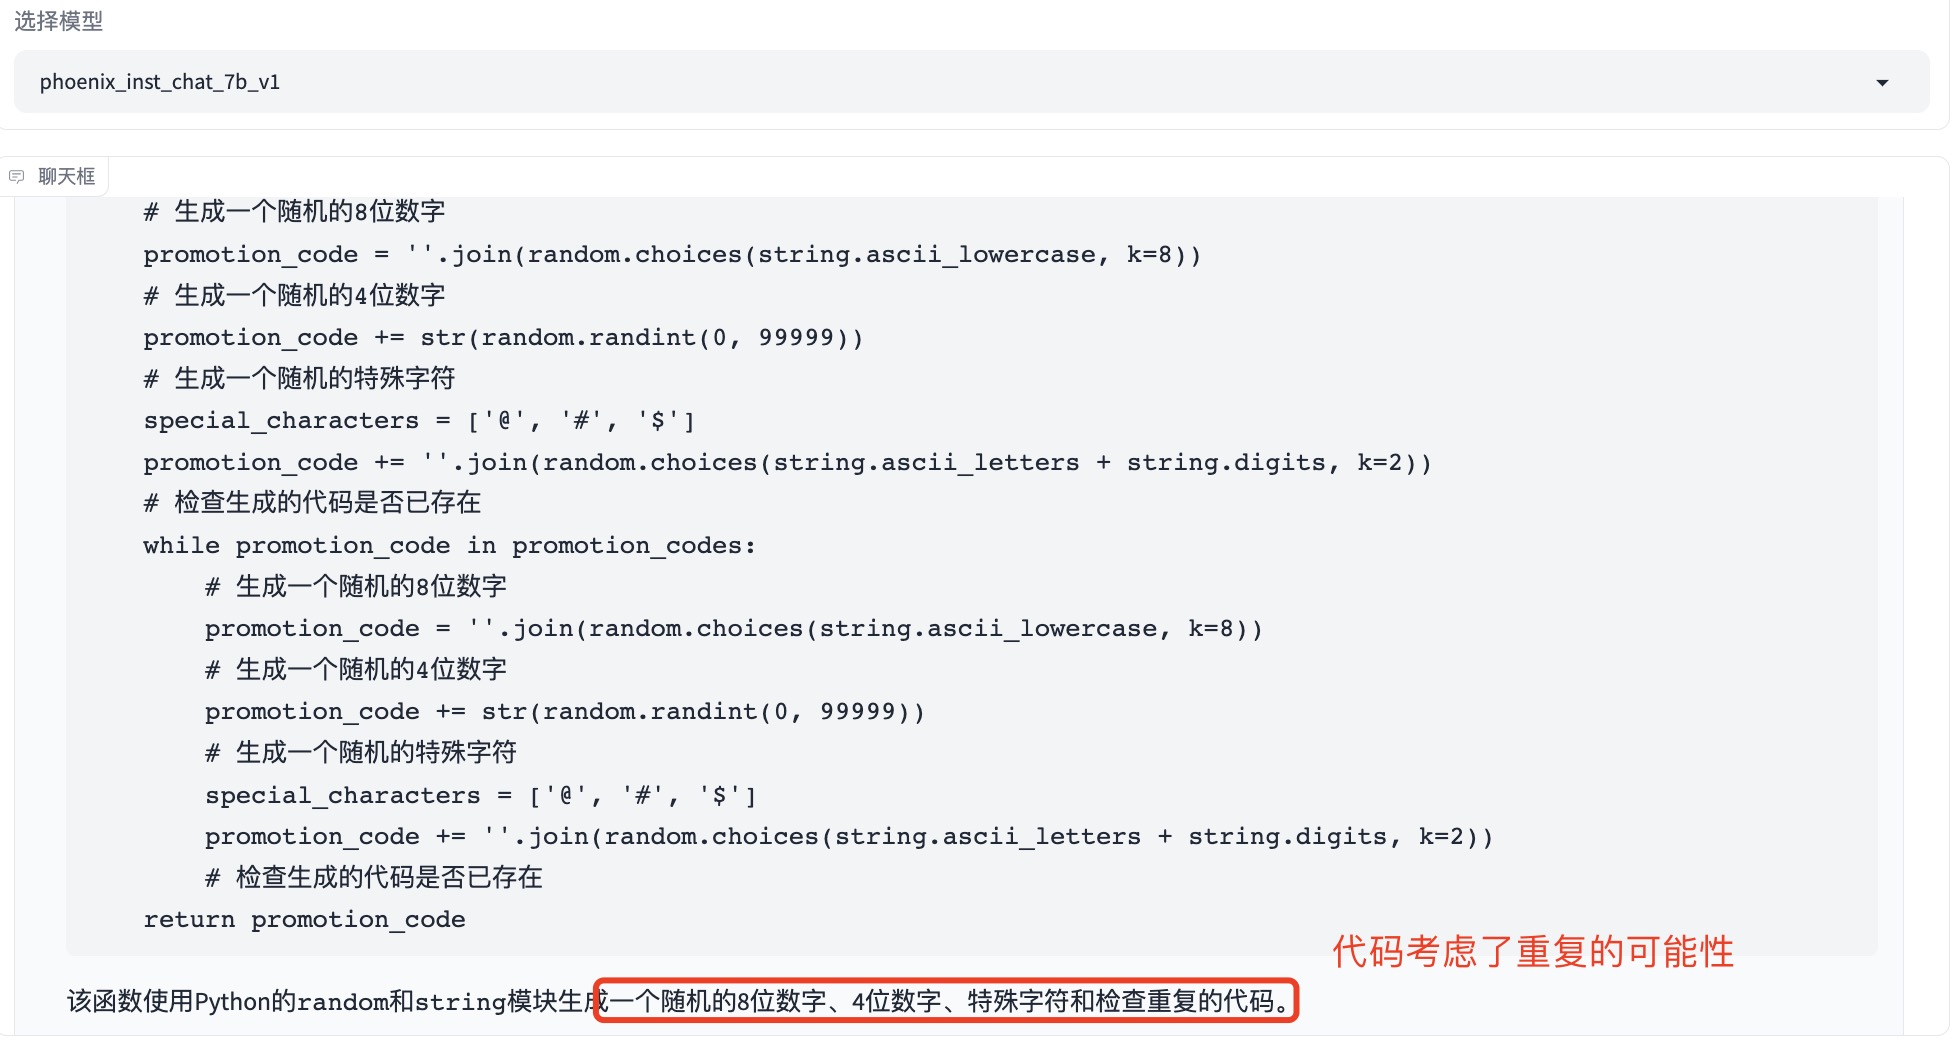 选择模型
phoenix_inst_chat_7b_v1
聊天框
# 生成一个随机的8位数字
promotion_code = ''.join(random.choices(string.ascii_lowercase, k=8))
# 生成一个随机的4位数字
promotion_code += str(random.randint(0, 99999))
# 生成一个随机的特殊字符
special_characters = ['@', '#', '$']
promotion_code += ''.join(random.choices(string.ascii_letters + string.digits, k=2))
# 检查生成的代码是否已存在
while promotion_code in promotion_codes:
# 生成一个随机的8位数字
promotion_code = ''.join(random.choices(string.ascii_lowercase, k=8))
# 生成一个随机的4位数字
promotion_code += str(random.randint(0, 99999))
# 生成一个随机的特殊字符
special_characters = ['@', '#', '$']
promotion_code += ''.join(random.choices(string.ascii_letters + string.digits, k=2))
# 检查生成的代码是否已存在
return promotion_code
代码考虑了重复的可能性
该函数使用Python的random和string模块生成一个随机的8位数字、4位数字、特殊字符和检查重复的代码。